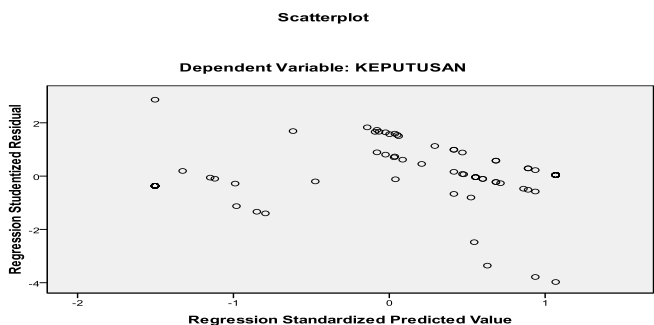 Scatterplot
Dependent Variable: KEPUTUSAN
Regression Studentized Residual
2
0
-2
-4
-2
-1
0
1
Regression Standardized Predicted Value